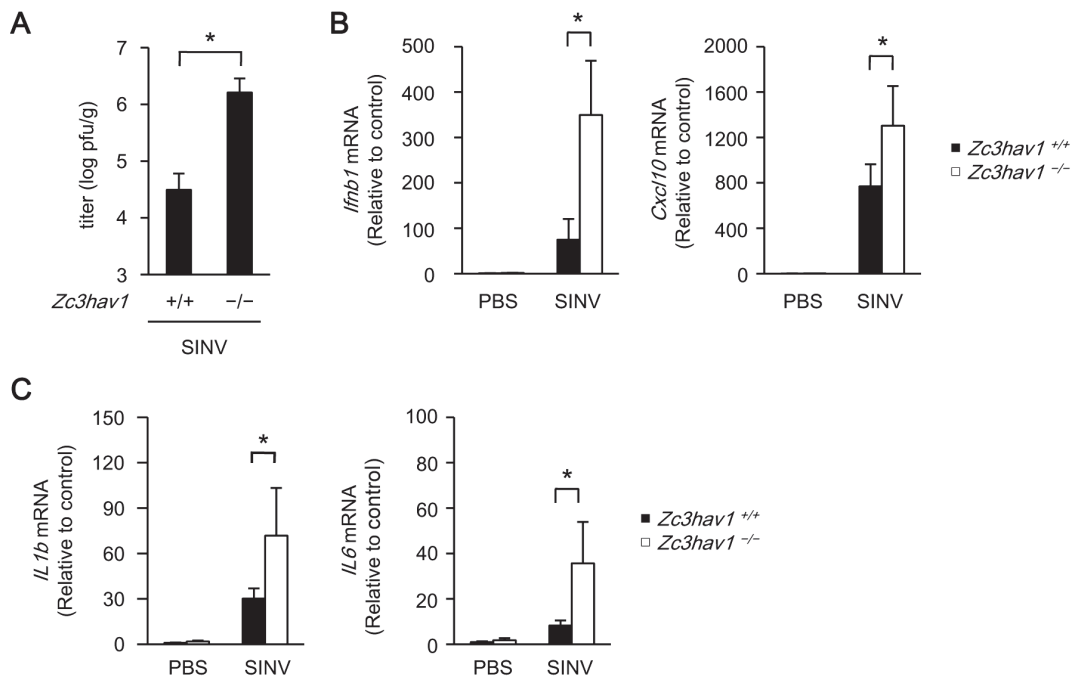 A
titer (log pfu/g)
7
6
5
4
3
*
Zc3hav1
+/+
−/−
SINV
B
Ifnb1 mRNA
(Relative to control)
500
400
300
200
100
0
*
PBS
SINV
Cxcl10 mRNA
(Relative to control)
2000
1600
1200
800
400
0
*
PBS
SINV
Zc3hav1 +/+
Zc3hav1 −/−
C
IL1b mRNA
(Relative to control)
150
120
90
60
30
0
*
PBS
SINV
IL6 mRNA
(Relative to control)
100
80
60
40
20
0
*
PBS
SINV
Zc3hav1 +/+
Zc3hav1 −/−